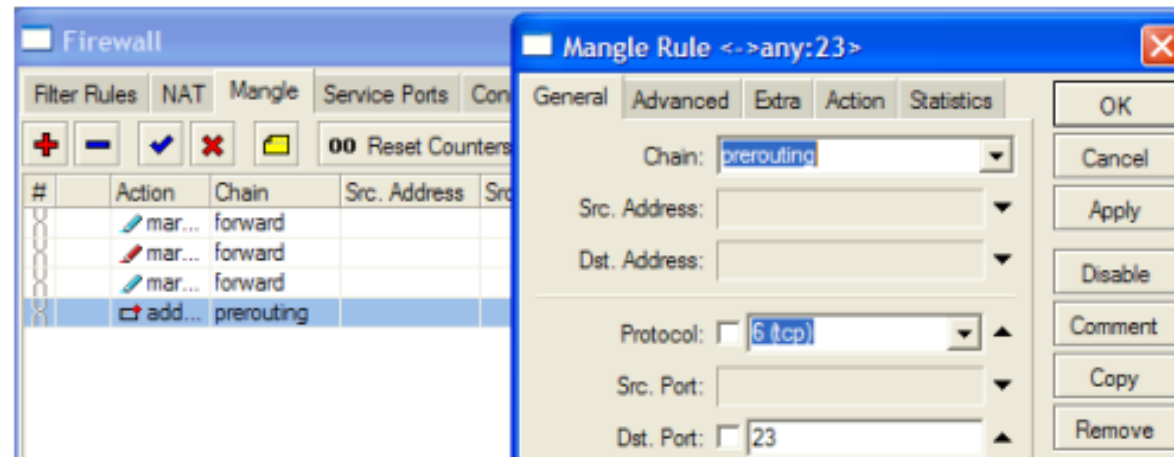 Firewall
Filter Rules NAT Mangle Service Ports Con
00 Reset Counters
# Action Chain Src. Address Src
mar... forward
mar... forward
mar... forward
add... prerouting
Mangle Rule <->any:23>
General Advanced Extra Action Statistics
Chain: prerouting
Src. Address:
Dst. Address:
Protocol: 6 (tcp)
Src. Port:
Dst. Port: 23
OK
Cancel
Apply
Disable
Comment
Copy
Remove